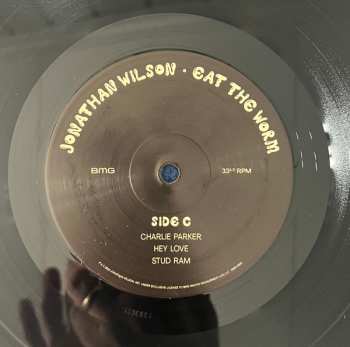 JONATHAN WILSON · EAT THE WORM
BMG
33⅓ RPM
SIDE C
CHARLIE PARKER
HEY LOVE
STUD RAM